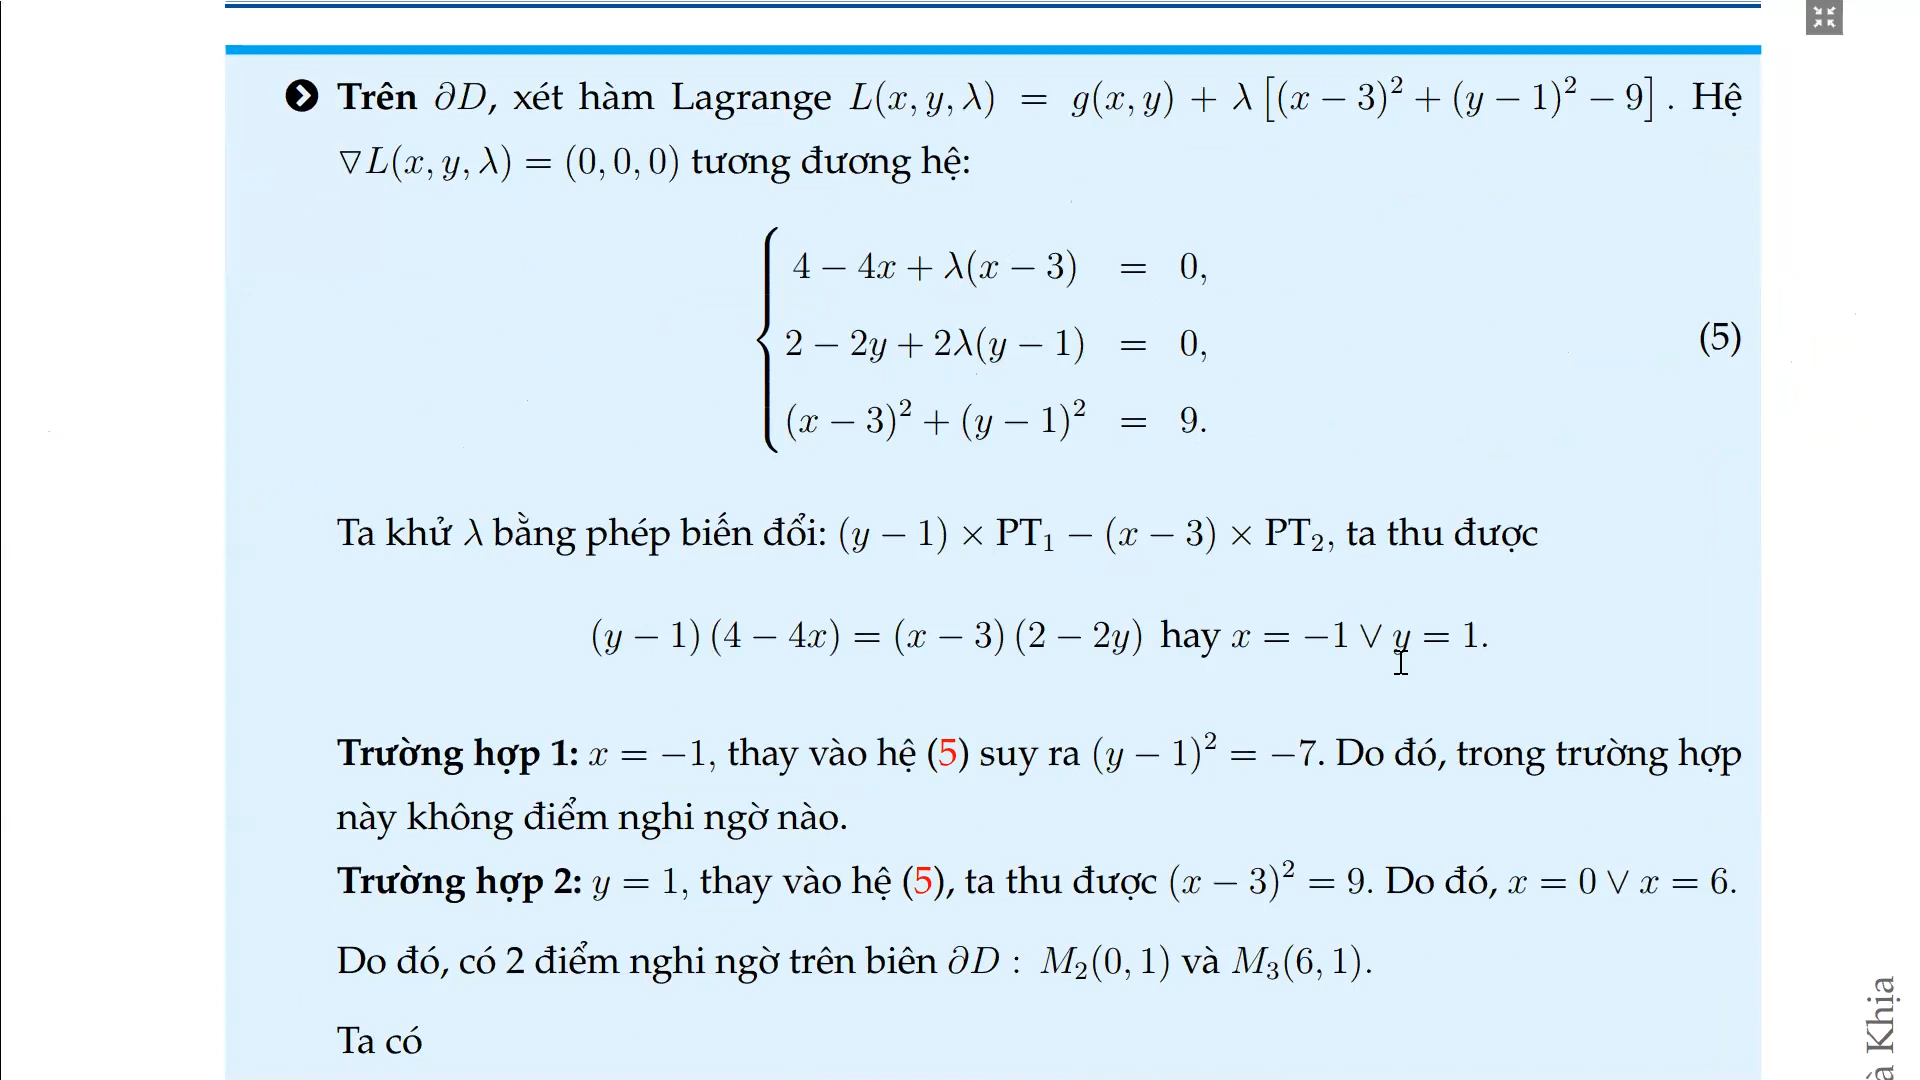 Trên ∂D, xét hàm Lagrange L(x, y, λ) = g(x, y) + λ [(x − 3)² + (y − 1)² − 9] . Hệ
▽L(x, y, λ) = (0, 0, 0) tương đương hệ:
4 − 4x + λ(x − 3) = 0,
2 − 2y + 2λ(y − 1) = 0,
(5)
(x − 3)² + (y − 1)² = 9.
Ta khử λ bằng phép biến đổi: (y − 1) × PT₁ − (x − 3) × PT₂, ta thu được
(y − 1) (4 − 4x) = (x − 3) (2 − 2y) hay x = −1 ∨ y = 1.
Trường hợp 1: x = −1, thay vào hệ (5) suy ra (y − 1)² = −7. Do đó, trong trường hợp
này không điểm nghi ngờ nào.
Trường hợp 2: y = 1, thay vào hệ (5), ta thu được (x − 3)² = 9. Do đó, x = 0 ∨ x = 6.
Do đó, có 2 điểm nghi ngờ trên biên ∂D : M₂(0, 1) và M₃(6, 1).
Ta có
Khịa